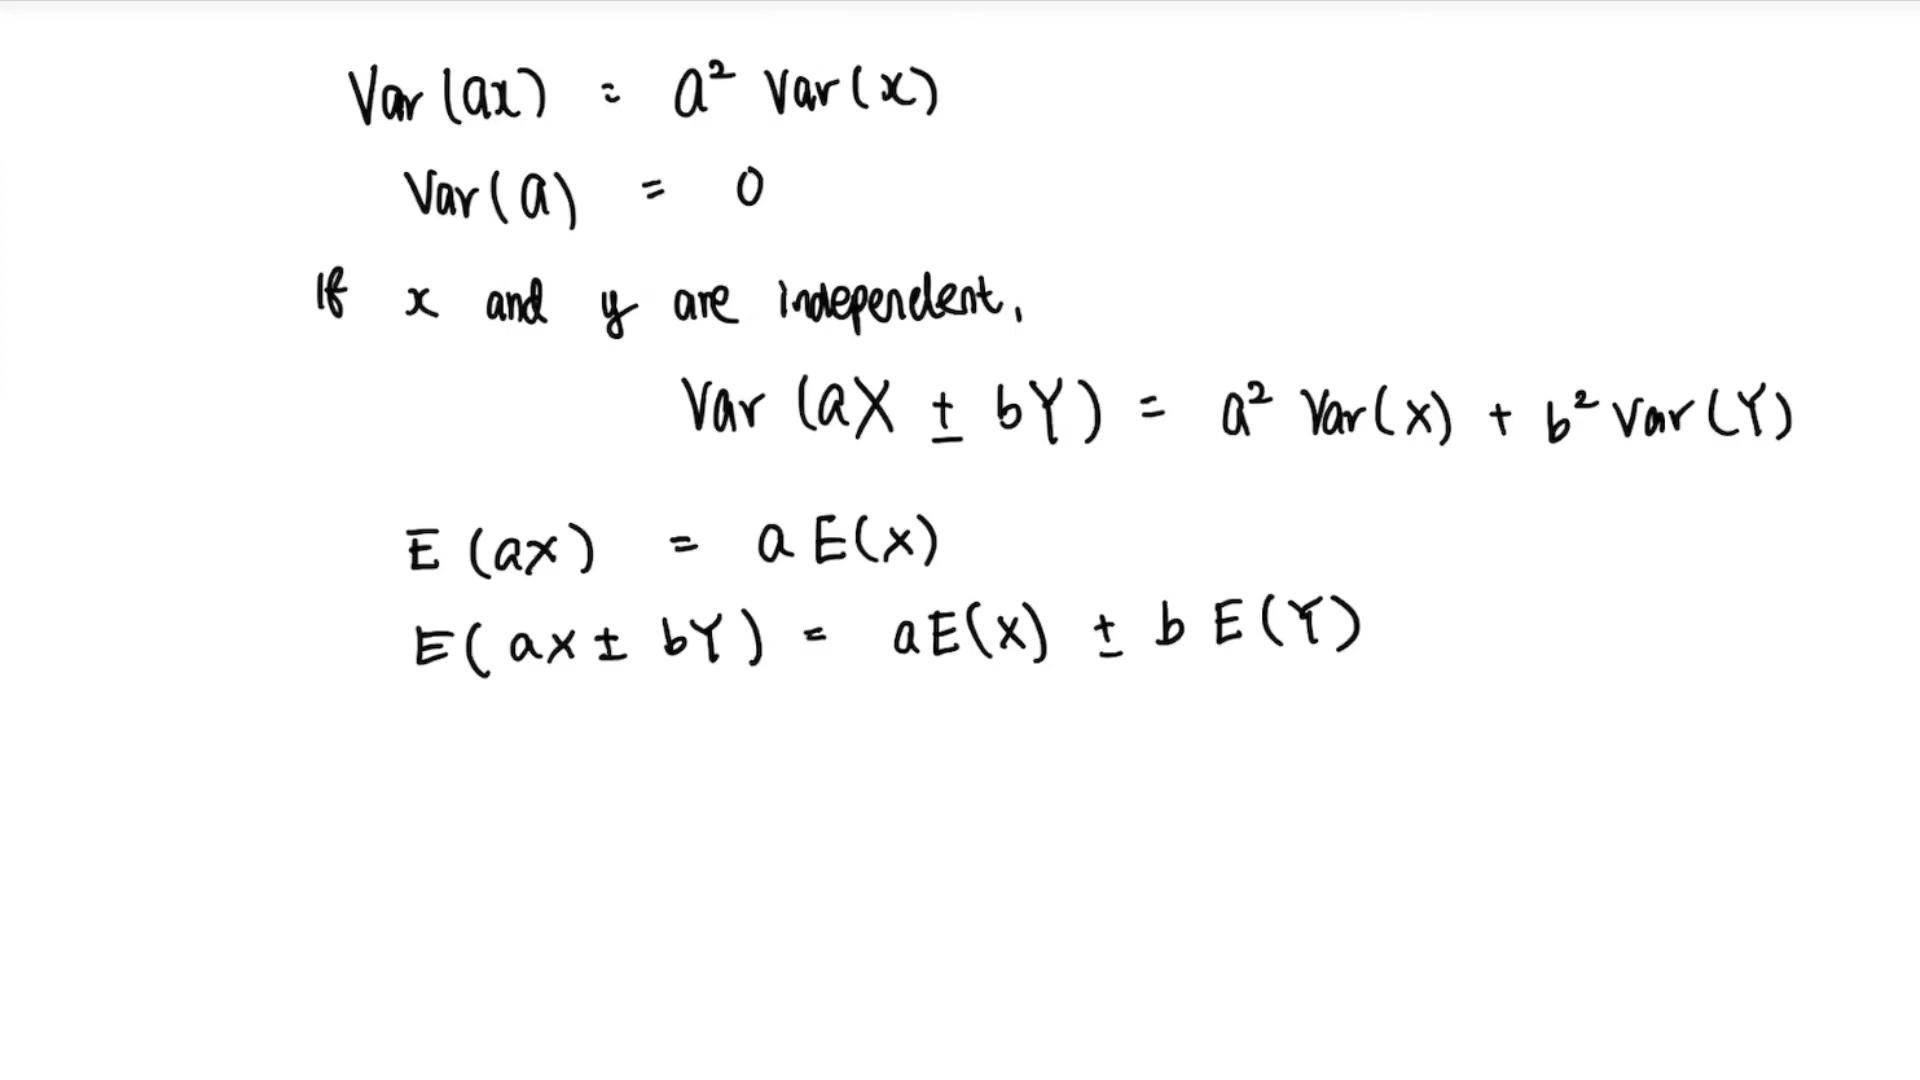 Var (ax) = a² Var (x)
Var (a) = 0
If x and y are independent,
Var (aX ± bY) = a² Var(X) + b² Var (Y)
E (ax) = a E(X)
E( aX ± bY) = aE(X) ± b E(Y)